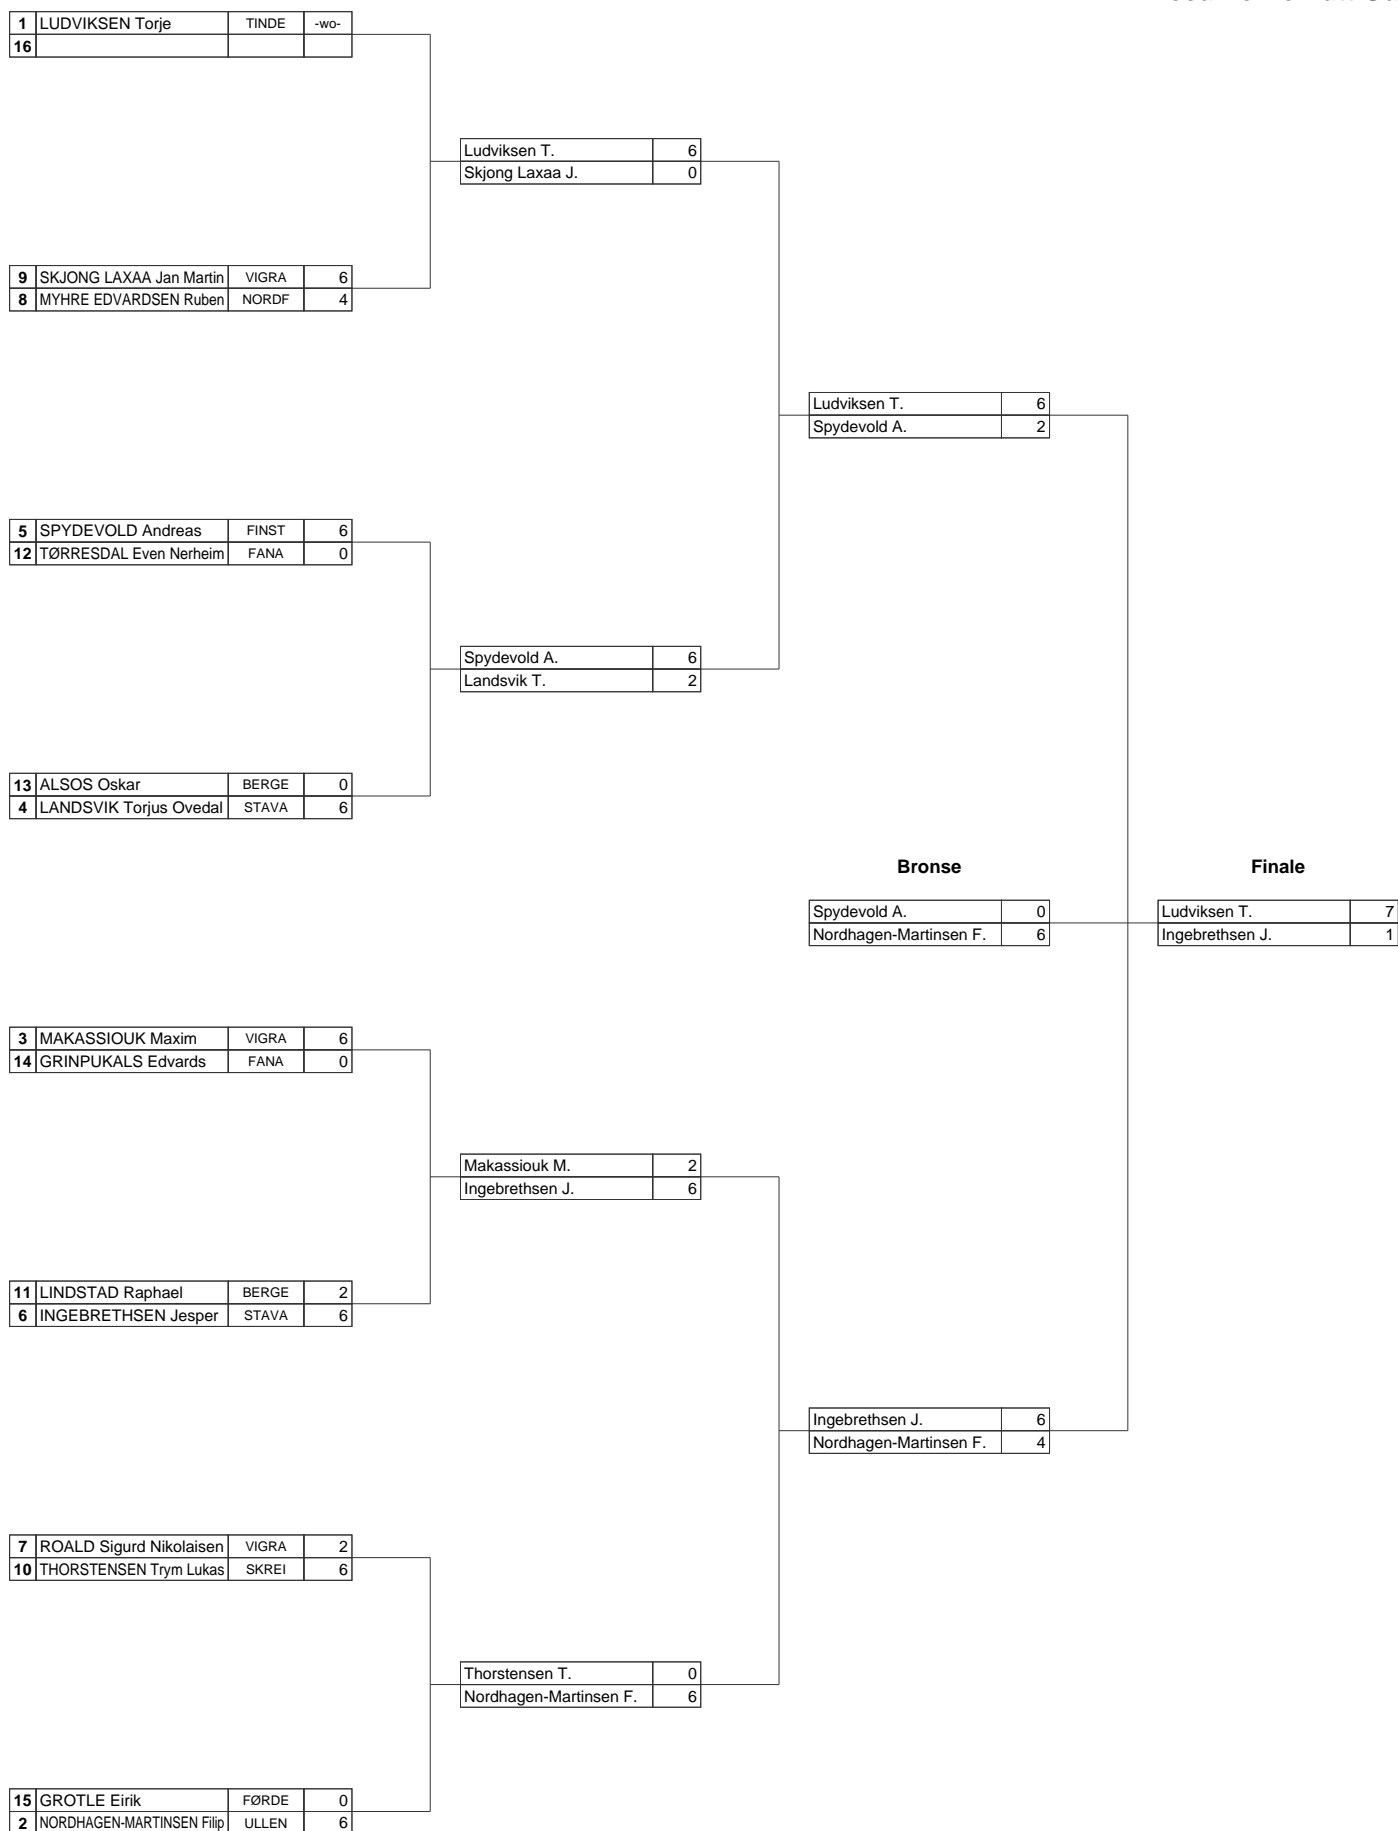 1 LUDVIKSEN Torje TINDE -wo-
16
Ludviksen T. 6
Skjong Laxaa J. 0
9 SKJONG LAXAA Jan Martin VIGRA 6
8 MYHRE EDVARDSEN Ruben NORDF 4
Ludviksen T. 6
Spydevold A. 2
5 SPYDEVOLD Andreas FINST 6
12 TØRRESDAL Even Nerheim FANA 0
Spydevold A. 6
Landsvik T. 2
13 ALSOS Oskar BERGE 0
4 LANDSVIK Torjus Ovedal STAVA 6
Bronse Finale
Spydevold A. 0 Ludviksen T. 7
Nordhagen-Martinsen F. 6 Ingebrethsen J. 1
3 MAKASSIOUK Maxim VIGRA 6
14 GRINPUKALS Edvards FANA 0
Makassiouk M. 2
Ingebrethsen J. 6
11 LINDSTAD Raphael BERGE 2
6 INGEBRETHSEN Jesper STAVA 6
Ingebrethsen J. 6
Nordhagen-Martinsen F. 4
7 ROALD Sigurd Nikolaisen VIGRA 2
10 THORSTENSEN Trym Lukas SKREI 6
Thorstensen T. 0
Nordhagen-Martinsen F. 6
15 GROTLE Eirik FØRDE 0
2 NORDHAGEN-MARTINSEN Filip ULLEN 6